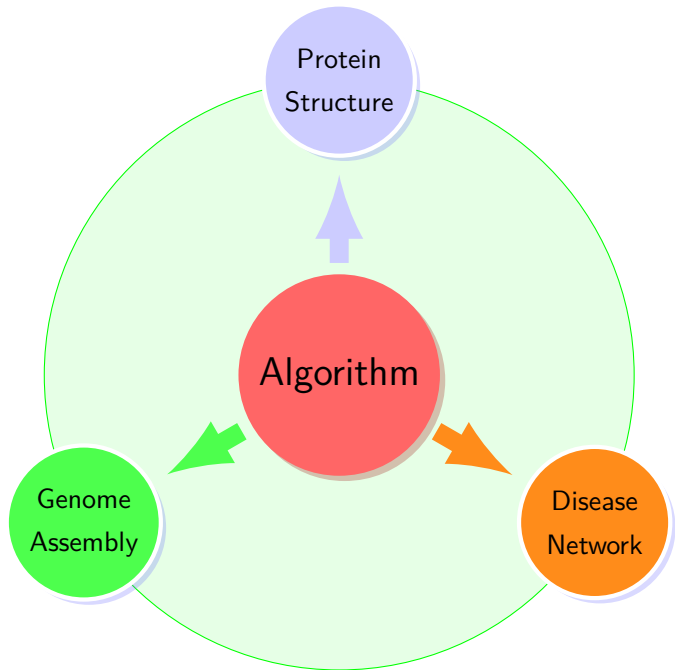 Protein
Structure
Algorithm
Genome
Assembly
Disease
Network